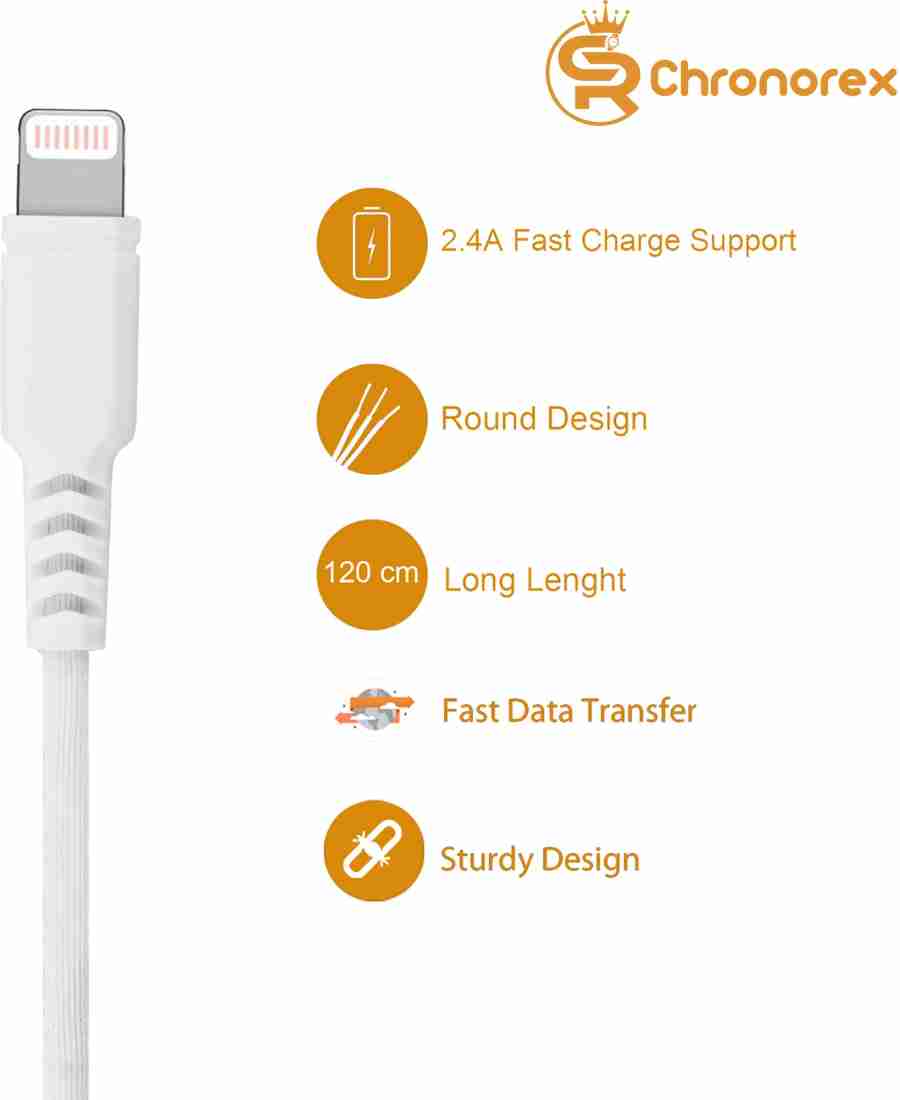 Chronorex
2.4A Fast Charge Support
Round Design
120 cm
Long Lenght
Fast Data Transfer
Sturdy Design